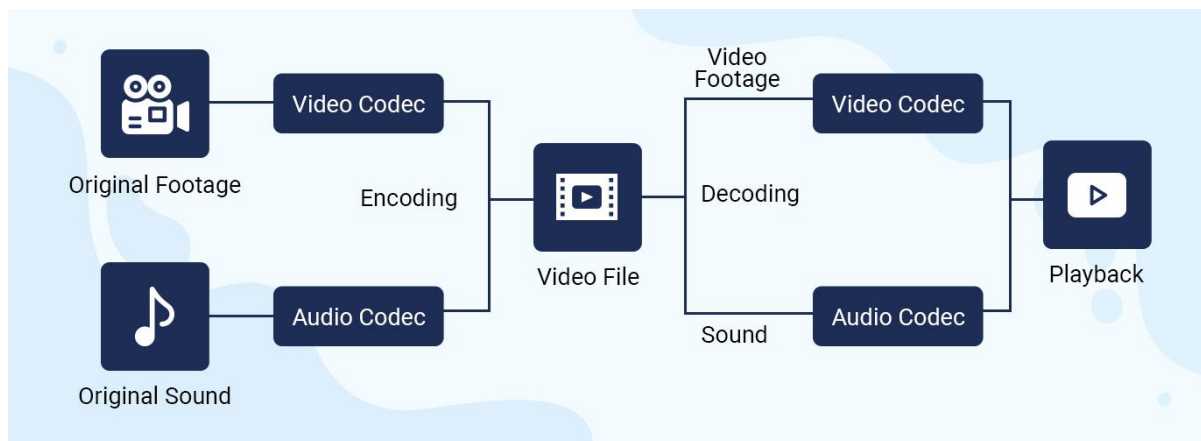 Original Footage
Video Codec
Encoding
Original Sound
Audio Codec
Video File
Video
Footage
Decoding
Sound
Video Codec
Audio Codec
Playback